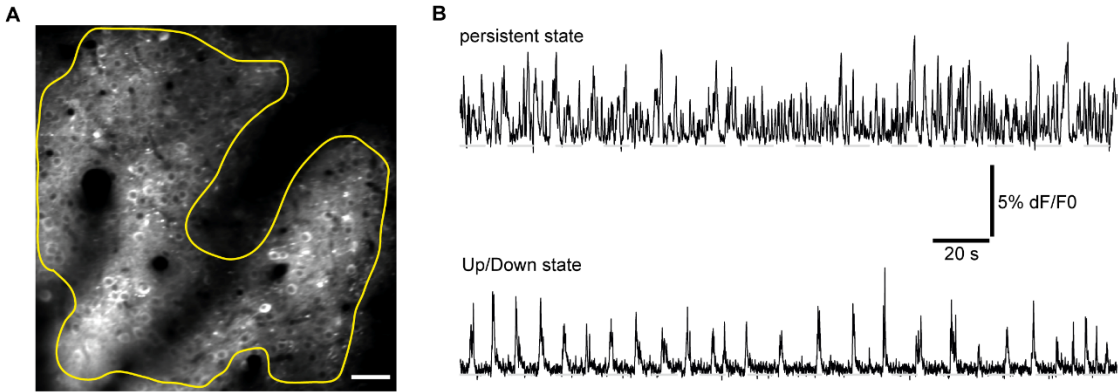 A
B
persistent state
5% dF/F0
20 s
Up/Down state